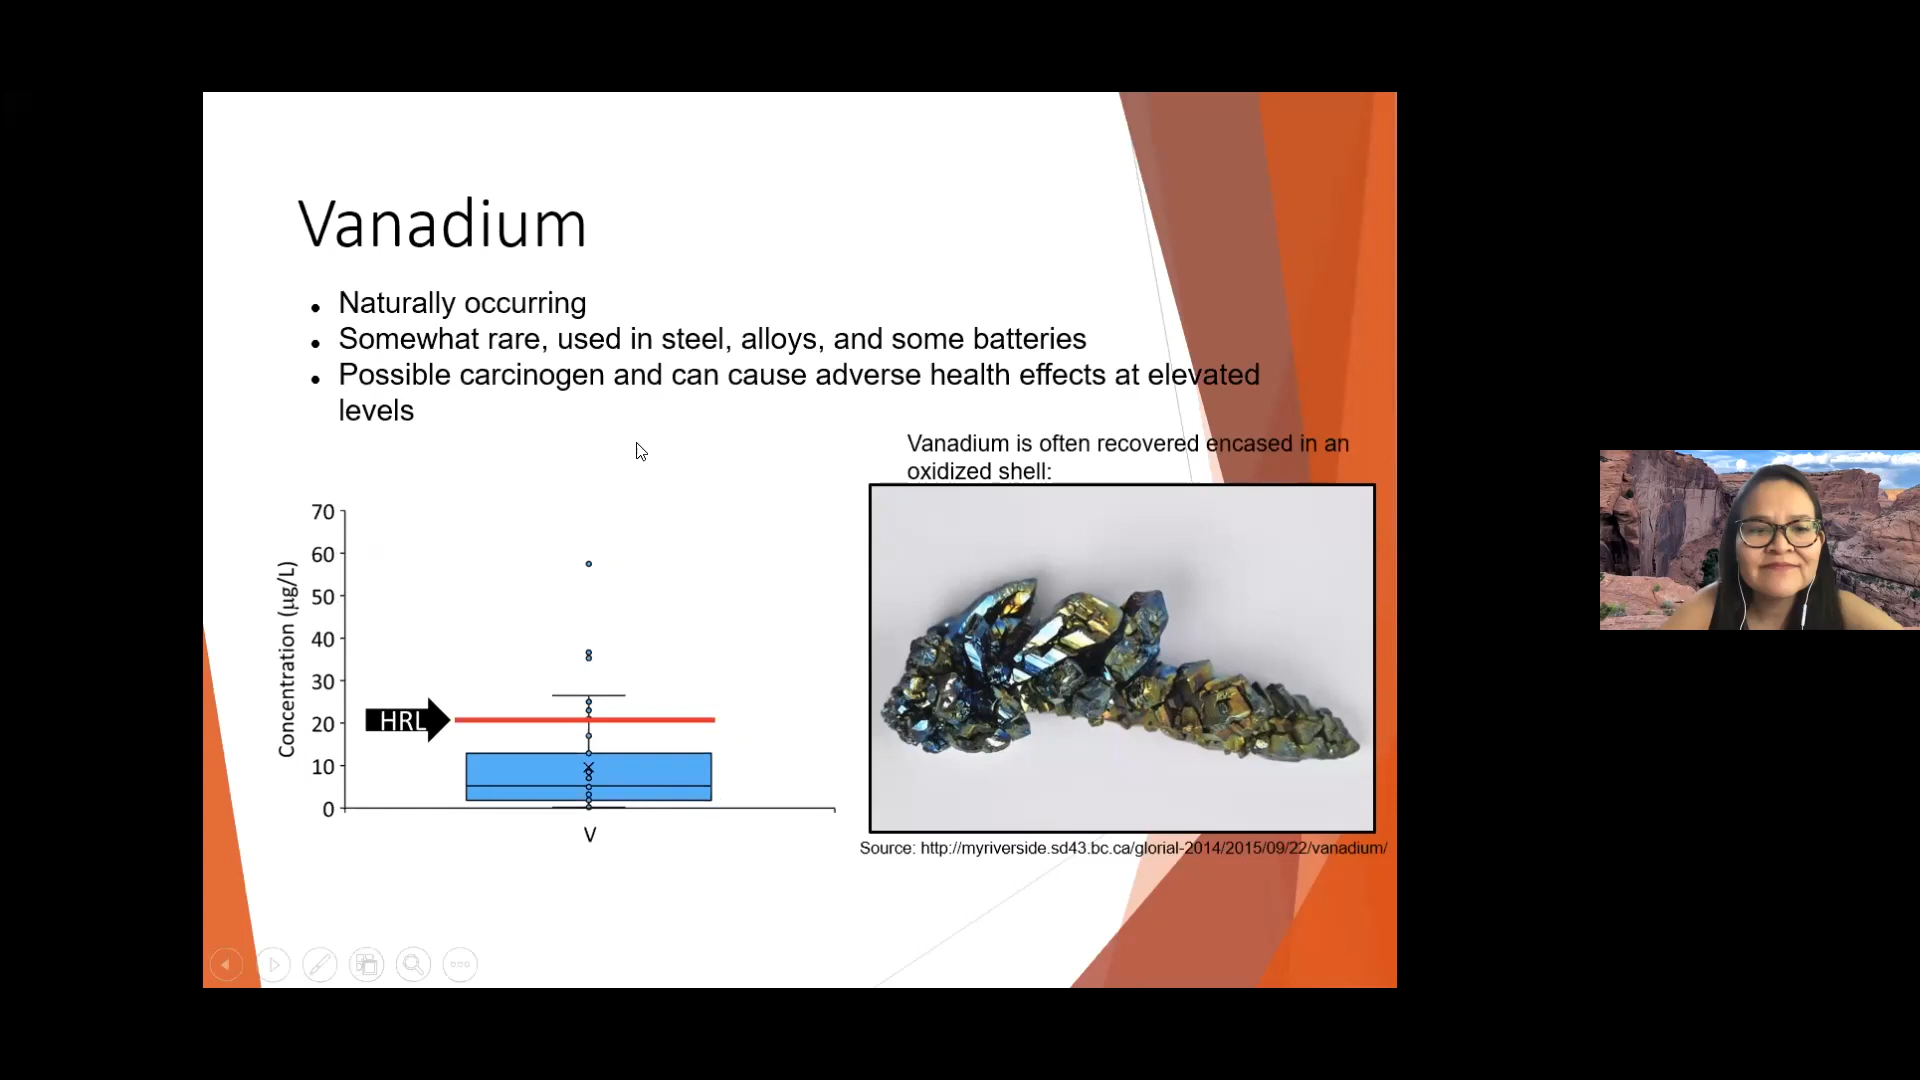 Vanadium
• Naturally occurring
• Somewhat rare, used in steel, alloys, and some batteries
• Possible carcinogen and can cause adverse health effects at elevated
levels
Vanadium is often recovered encased in an
oxidized shell:
70
60
50
40
30
20
10
0
Concentration (µg/L)
HRL
V
Source: http://myriverside.sd43.bc.ca/glorial-2014/2015/09/22/vanadium/